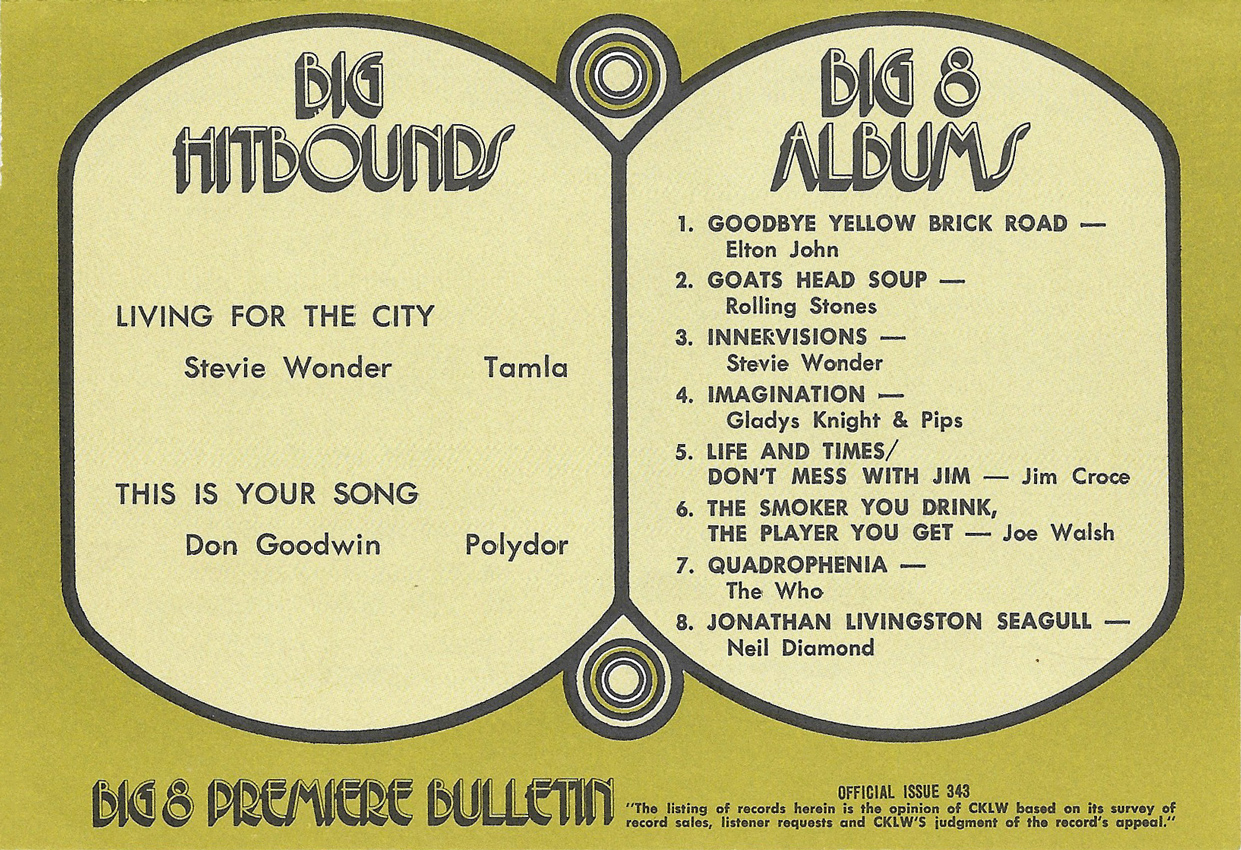 BIG
HITBOUNDS
LIVING FOR THE CITY
Stevie Wonder Tamla
THIS IS YOUR SONG
Don Goodwin Polydor
BIG 8
ALBUMS
1. GOODBYE YELLOW BRICK ROAD —
Elton John
2. GOATS HEAD SOUP —
Rolling Stones
3. INNERVISIONS —
Stevie Wonder
4. IMAGINATION —
Gladys Knight & Pips
5. LIFE AND TIMES/
DON'T MESS WITH JIM — Jim Croce
6. THE SMOKER YOU DRINK,
THE PLAYER YOU GET — Joe Walsh
7. QUADROPHENIA —
The Who
8. JONATHAN LIVINGSTON SEAGULL —
Neil Diamond
BIG 8 PREMIERE BULLETIN
OFFICIAL ISSUE 343
"The listing of records herein is the opinion of CKLW based on its survey of
record sales, listener requests and CKLW'S judgment of the record's appeal."